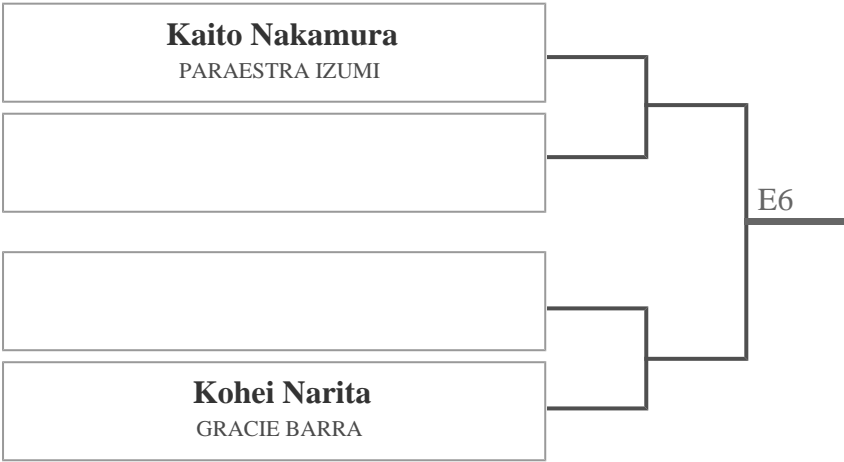 Kaito Nakamura
PARAESTRA IZUMI
E6
Kohei Narita
GRACIE BARRA